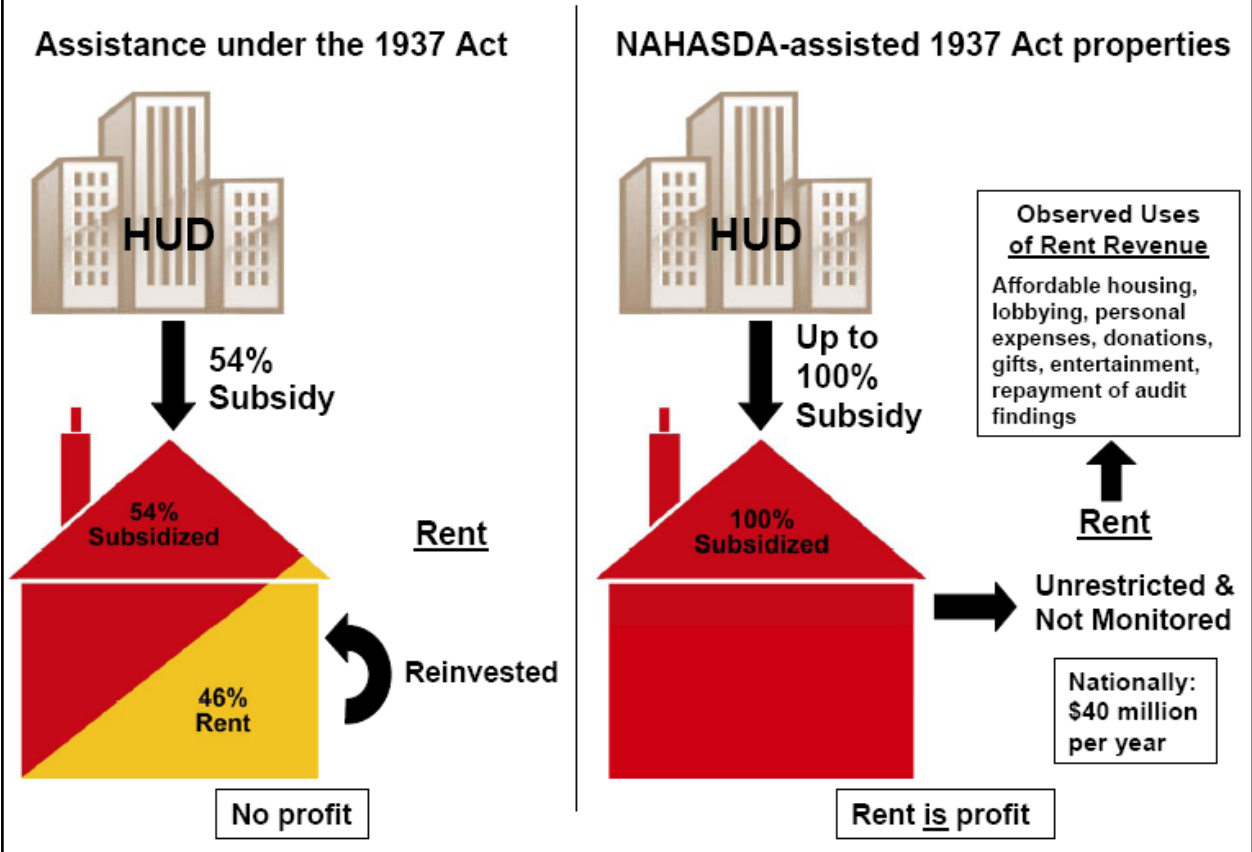 Assistance under the 1937 Act
HUD
54%
Subsidy
54%
Subsidized
Rent
46%
Rent
Reinvested
No profit
NAHASDA-assisted 1937 Act properties
HUD
Up to
100%
Subsidy
100%
Subsidized
Observed Uses
of Rent Revenue
Affordable housing,
lobbying, personal
expenses, donations,
gifts, entertainment,
repayment of audit
findings
Rent
Unrestricted &
Not Monitored
Nationally:
$40 million
per year
Rent is profit